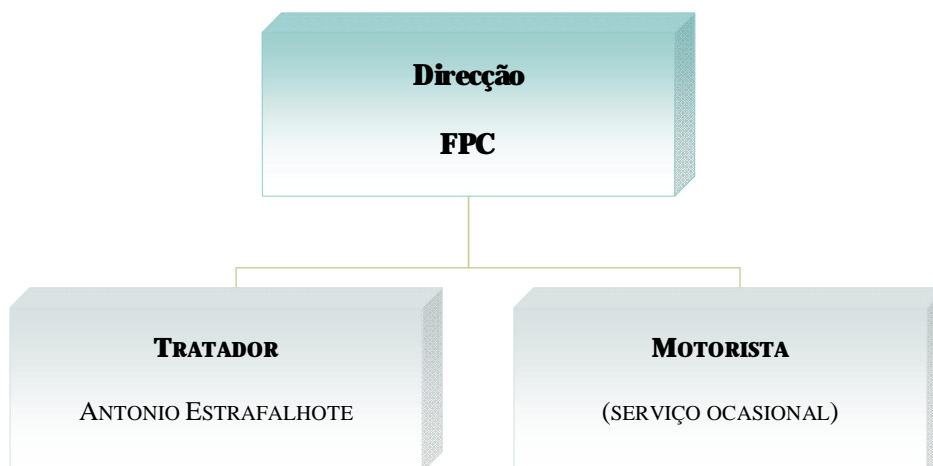 Direcção
FPC
TRATADOR
ANTONIO ESTRAFALHOTE
MOTORISTA
(SERVIÇO OCASIONAL)